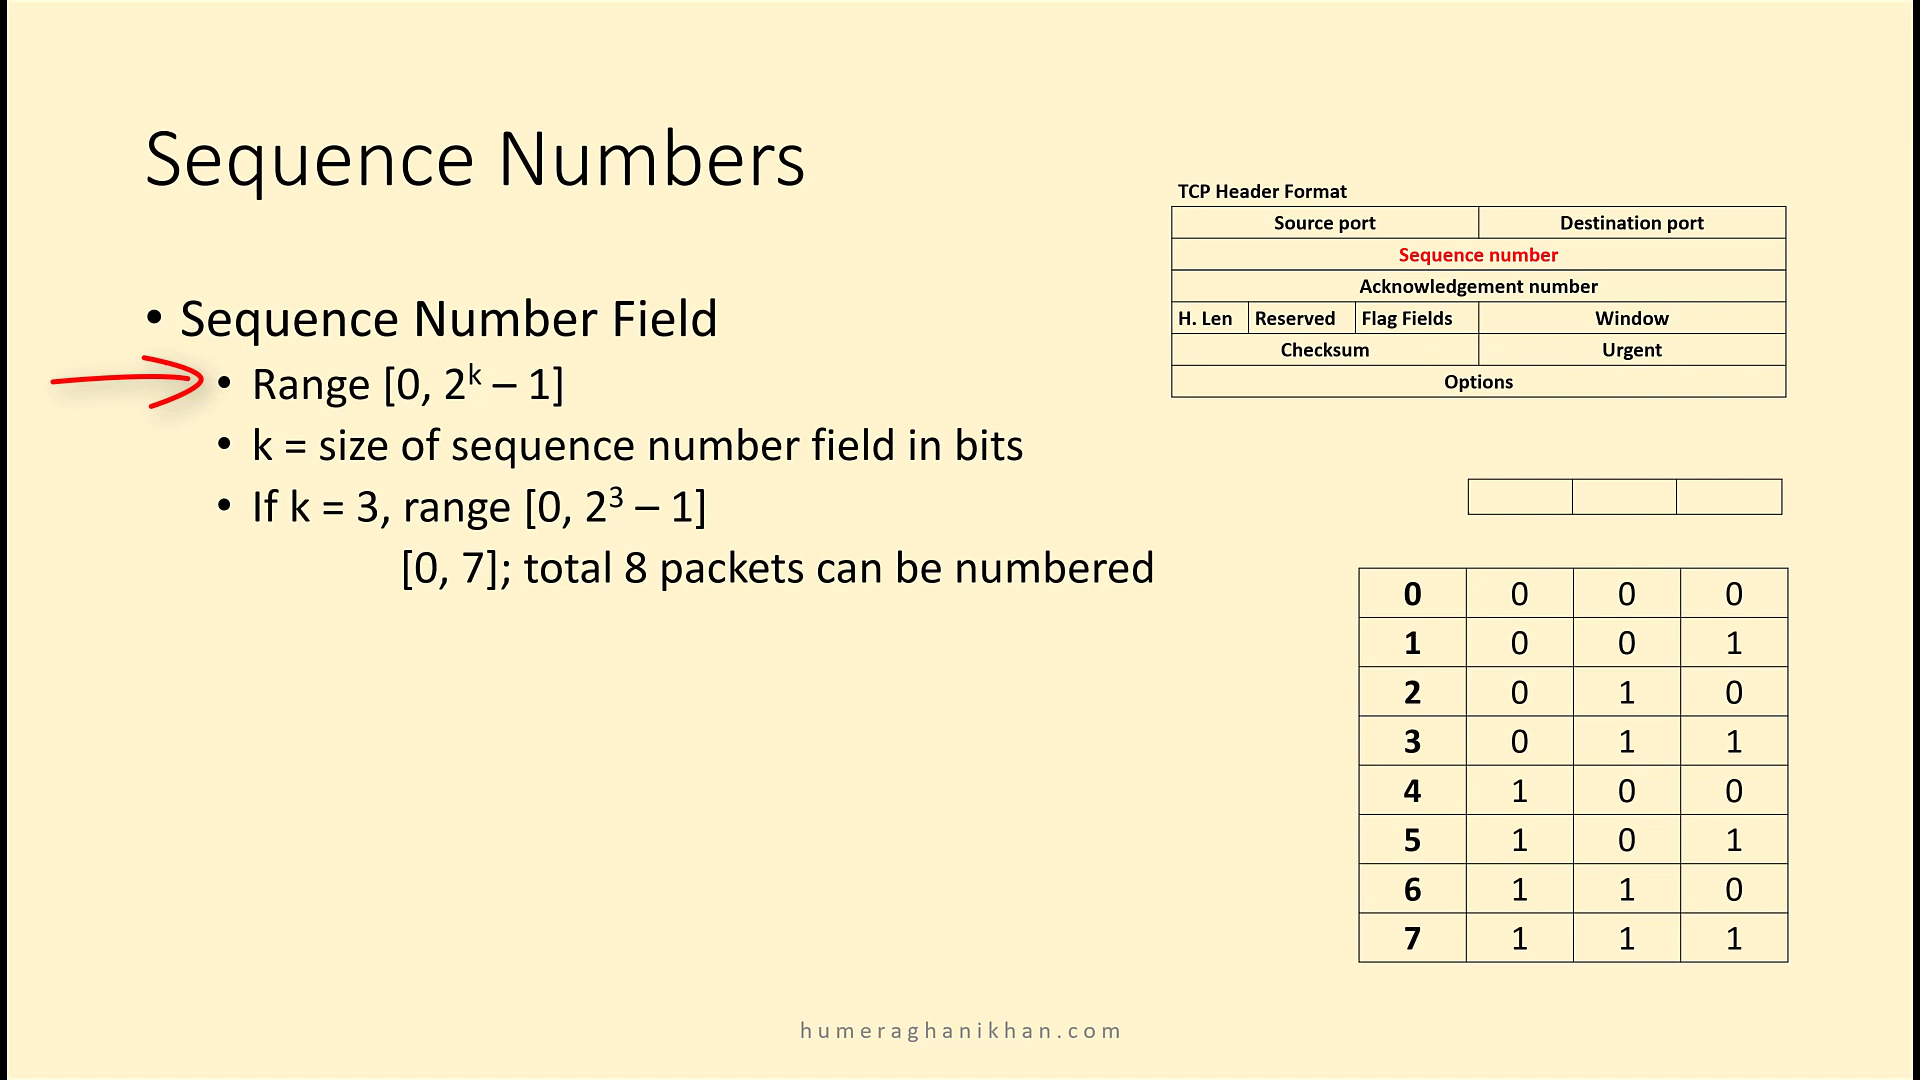 Sequence Numbers
• Sequence Number Field
• Range [0, 2ᵏ – 1]
• k = size of sequence number field in bits
• If k = 3, range [0, 2³ – 1]
[0, 7]; total 8 packets can be numbered
TCP Header Format
Source port Destination port
Sequence number
Acknowledgement number
H. Len Reserved Flag Fields Window
Checksum Urgent
Options
0 0 0 0
1 0 0 1
2 0 1 0
3 0 1 1
4 1 0 0
5 1 0 1
6 1 1 0
7 1 1 1
humeraghanikhan.com